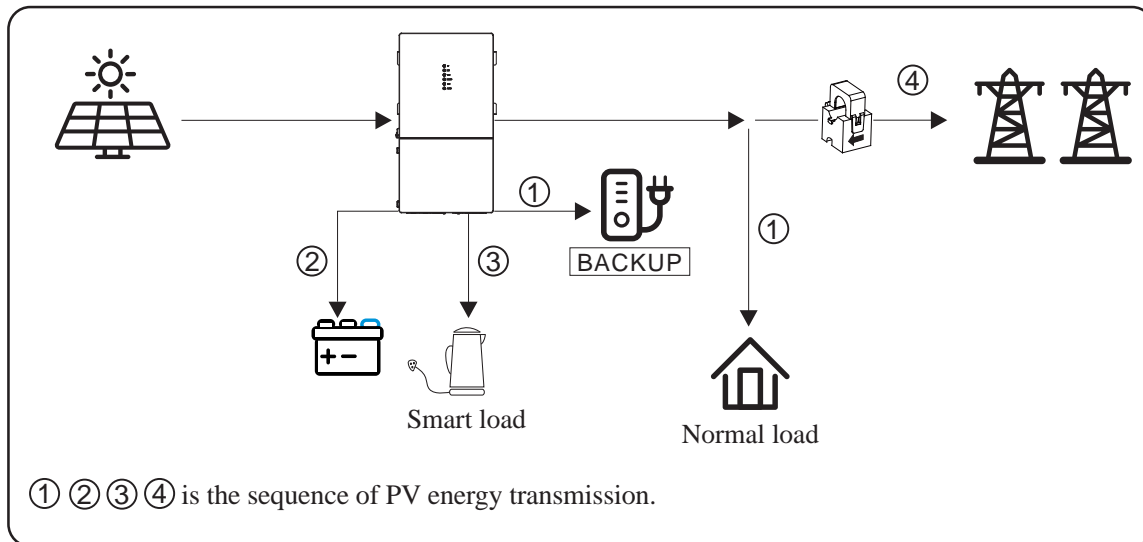 ④
①
BACKUP
①
②
③
+ -
Smart load
Normal load
① ② ③ ④ is the sequence of PV energy transmission.